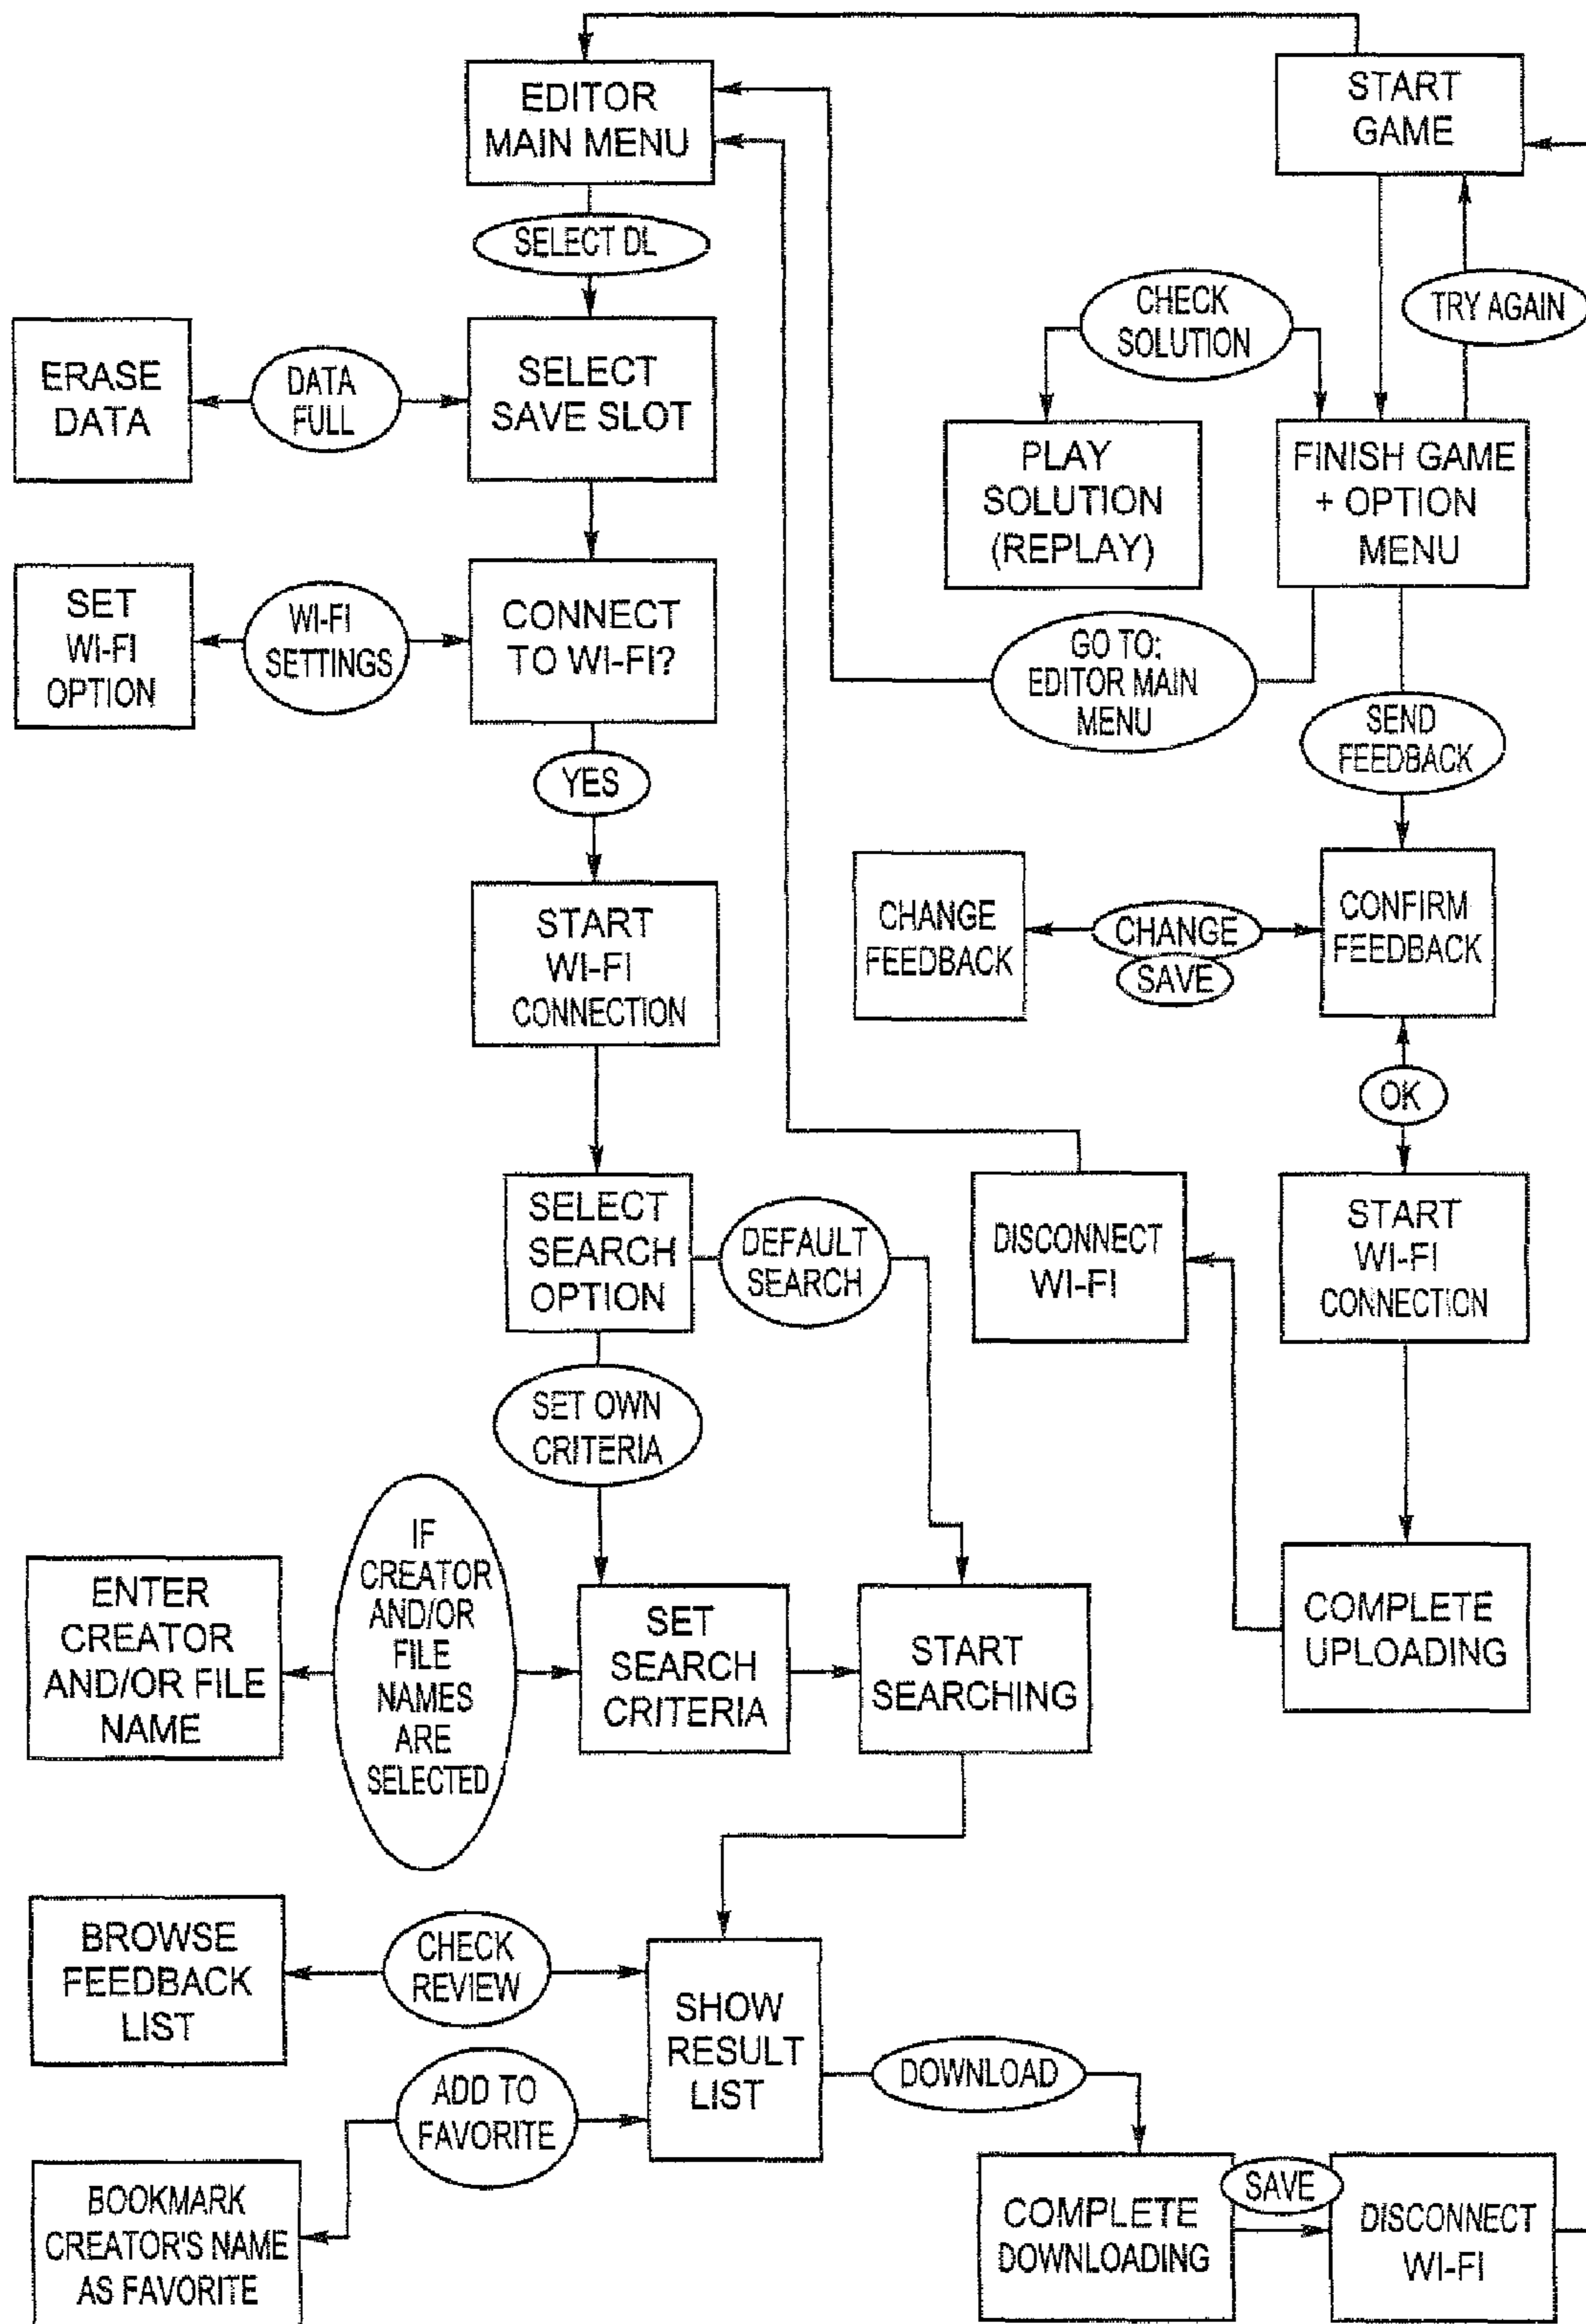 EDITOR
MAIN MENU
START
GAME
SELECT DL
CHECK
SOLUTION
TRY AGAIN
ERASE
DATA
DATA
FULL
SELECT
SAVE SLOT
PLAY
SOLUTION
(REPLAY)
FINISH GAME
+ OPTION
MENU
SET
WI-FI
OPTION
WI-FI
SETTINGS
CONNECT
TO WI-FI?
GO TO:
EDITOR MAIN
MENU
SEND
FEEDBACK
YES
START
WI-FI
CONNECTION
CHANGE
FEEDBACK
CHANGE
SAVE
CONFIRM
FEEDBACK
OK
SELECT
SEARCH
OPTION
DEFAULT
SEARCH
DISCONNECT
WI-FI
START
WI-FI
CONNECTION
SET OWN
CRITERIA
ENTER
CREATOR
AND/OR FILE
NAME
IF
CREATOR
AND/OR
FILE
NAMES
ARE
SELECTED
SET
SEARCH
CRITERIA
START
SEARCHING
COMPLETE
UPLOADING
BROWSE
FEEDBACK
LIST
CHECK
REVIEW
SHOW
RESULT
LIST
DOWNLOAD
ADD TO
FAVORITE
BOOKMARK
CREATOR'S NAME
AS FAVORITE
COMPLETE
DOWNLOADING
SAVE
DISCONNECT
WI-FI